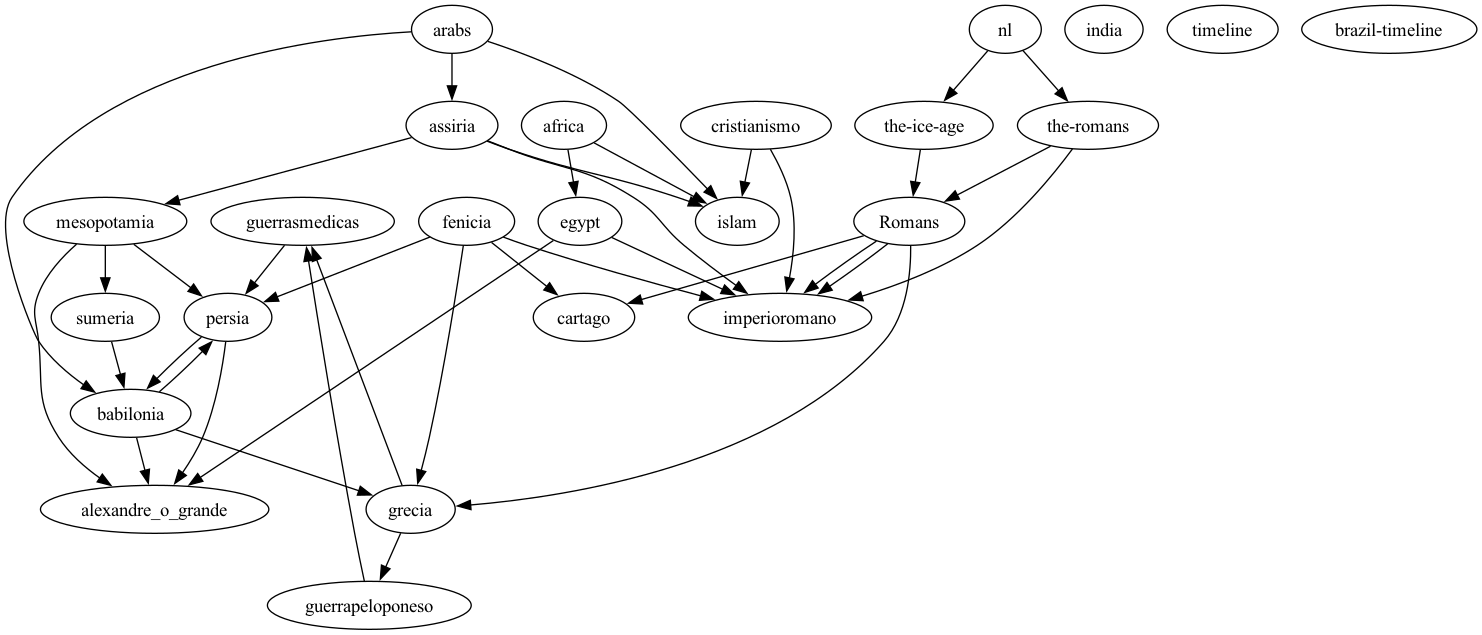 arabs
nl
india
timeline
brazil-timeline
assiria
africa
cristianismo
the-ice-age
the-romans
mesopotamia
guerrasmedicas
fenicia
egypt
islam
Romans
sumeria
persia
cartago
imperioromano
babilonia
alexandre_o_grande
grecia
guerrapeloponeso